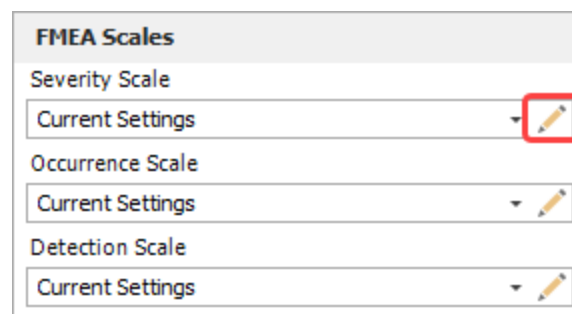 FMEA Scales
Severity Scale
Current Settings
Occurrence Scale
Current Settings
Detection Scale
Current Settings